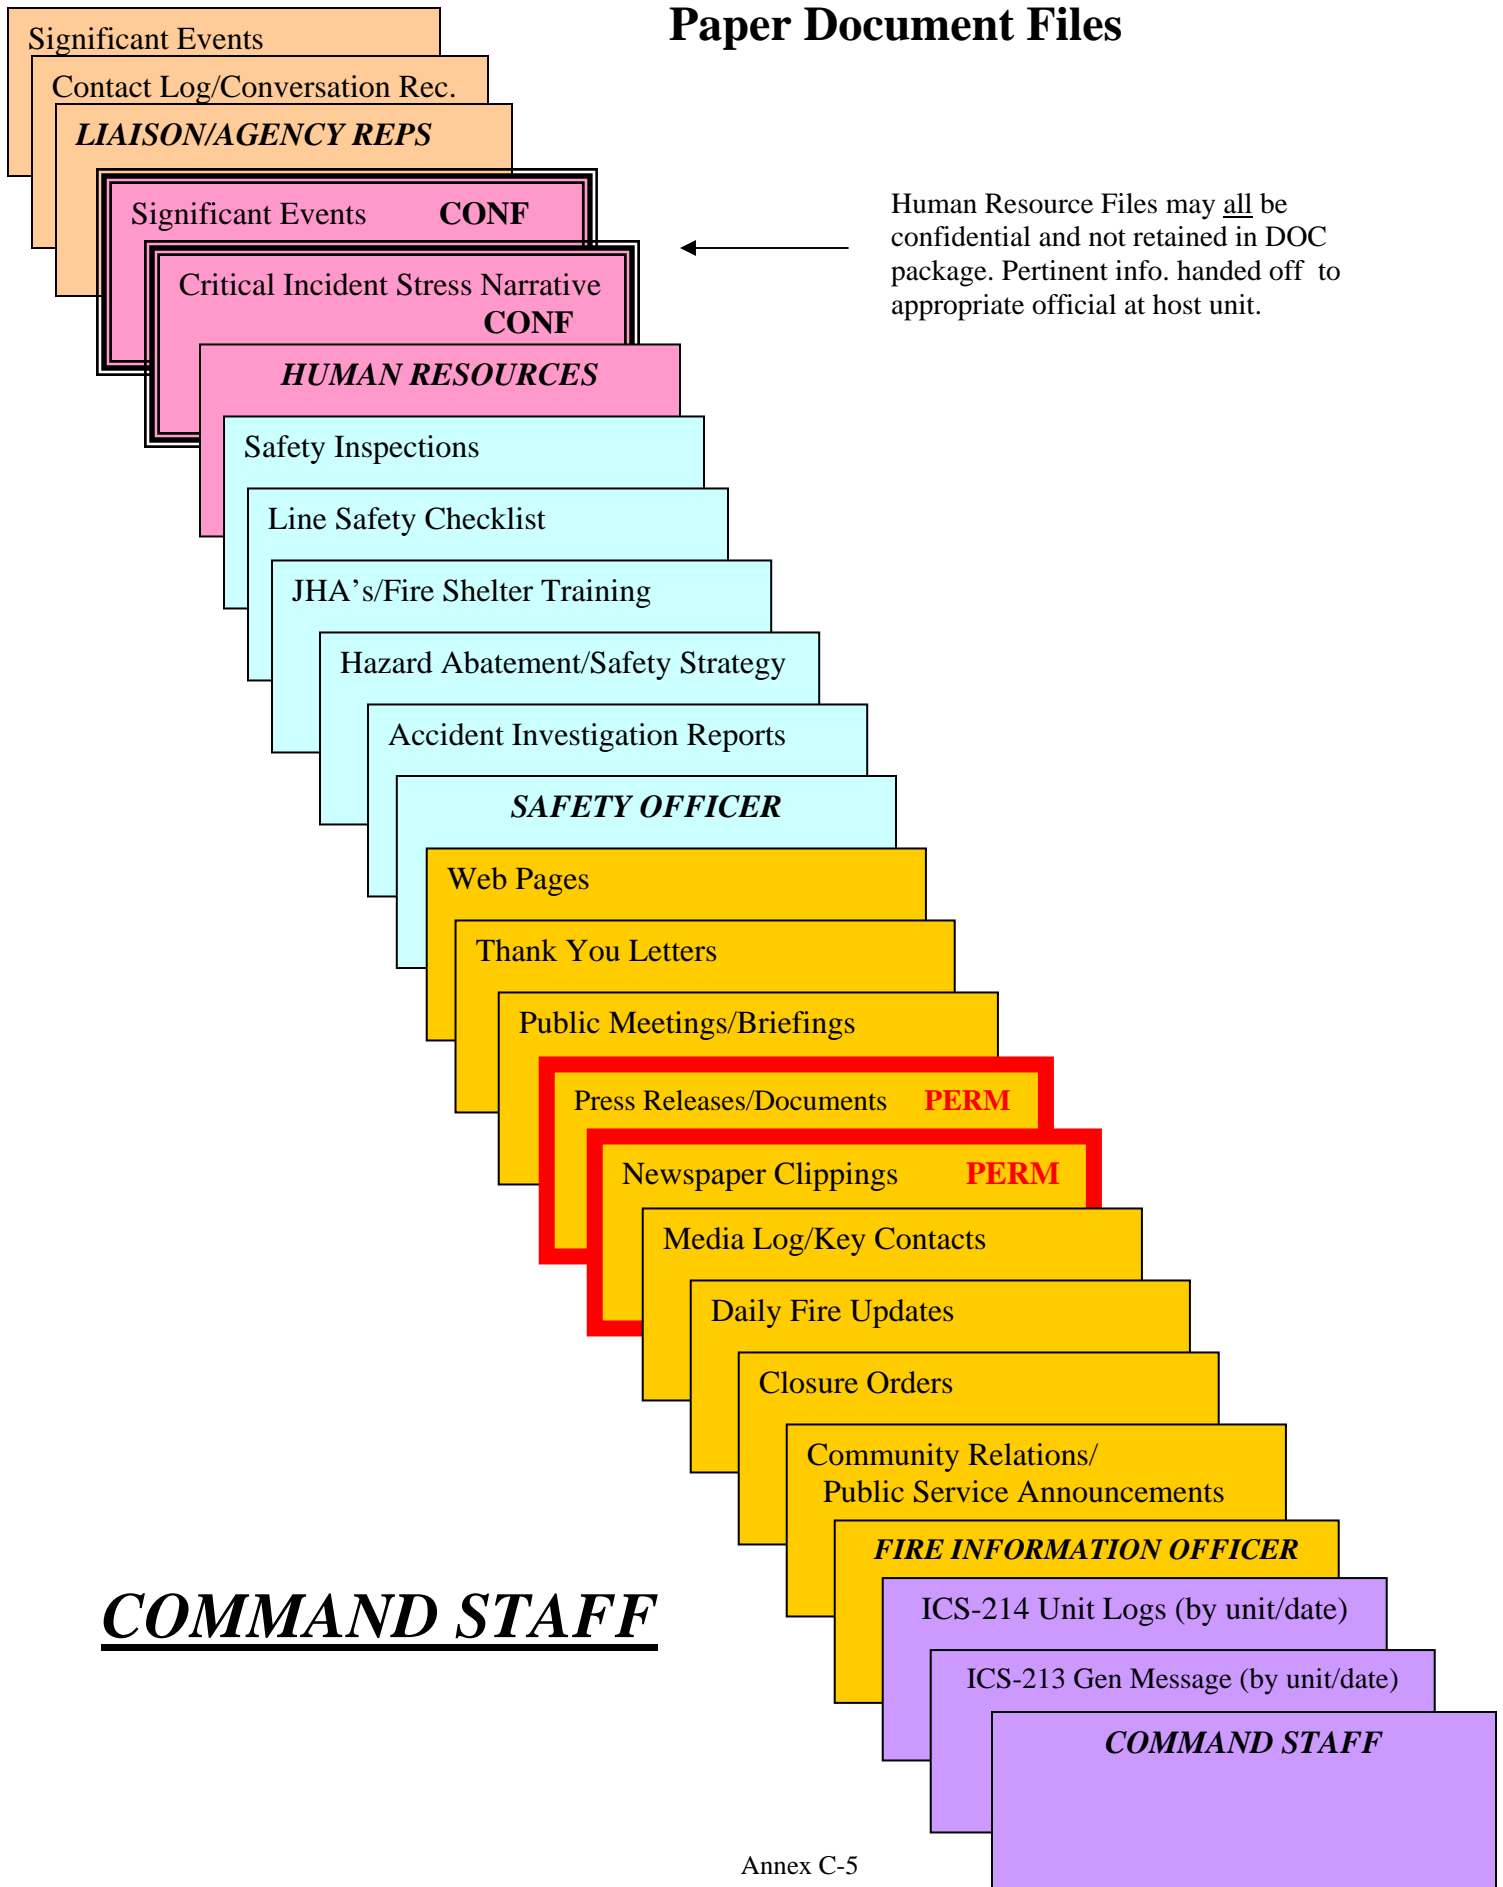 Paper Document Files
Significant Events
Contact Log/Conversation Rec.
LIAISON/AGENCY REPS
Significant Events CONF
Human Resource Files may all be
confidential and not retained in DOC
package. Pertinent info. handed off to
appropriate official at host unit.
Critical Incident Stress Narrative
CONF
HUMAN RESOURCES
Safety Inspections
Line Safety Checklist
JHA’s/Fire Shelter Training
Hazard Abatement/Safety Strategy
Accident Investigation Reports
SAFETY OFFICER
Web Pages
Thank You Letters
Public Meetings/Briefings
Press Releases/Documents PERM
Newspaper Clippings PERM
Media Log/Key Contacts
Daily Fire Updates
Closure Orders
Community Relations/
Public Service Announcements
FIRE INFORMATION OFFICER
COMMAND STAFF
ICS-214 Unit Logs (by unit/date)
ICS-213 Gen Message (by unit/date)
COMMAND STAFF
Annex C-5